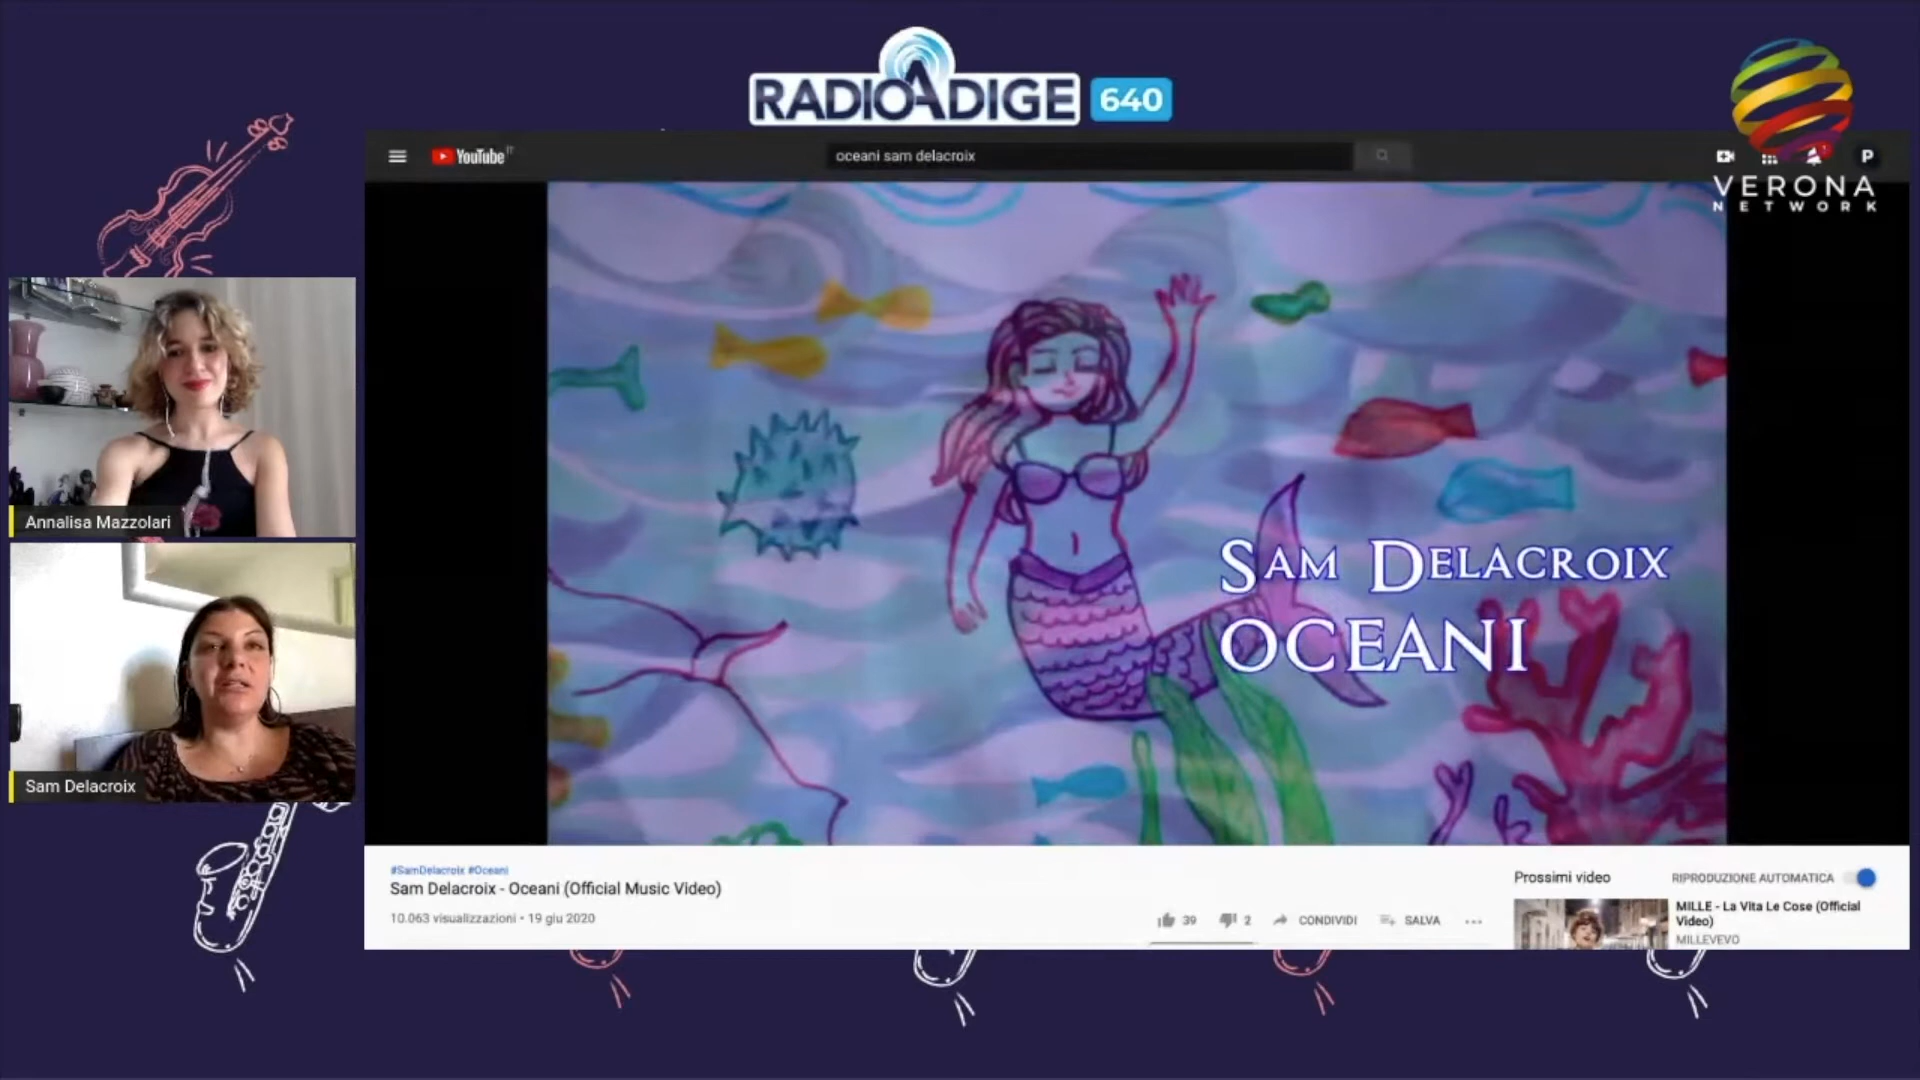 RADIOADIGE 640
YouTube IT
oceani sam delacroix
P
VERONA
NETWORK
Annalisa Mazzolari
Sam Delacroix
SAM DELACROIX
OCEANI
#SamDelacroix #Oceani
Sam Delacroix - Oceani (Official Music Video)
10.063 visualizzazioni • 19 giu 2020
39 2 CONDIVIDI SALVA
Prossimi video
RIPRODUZIONE AUTOMATICA
MILLE - La Vita Le Cose (Official
Video)
MILLEVEVO